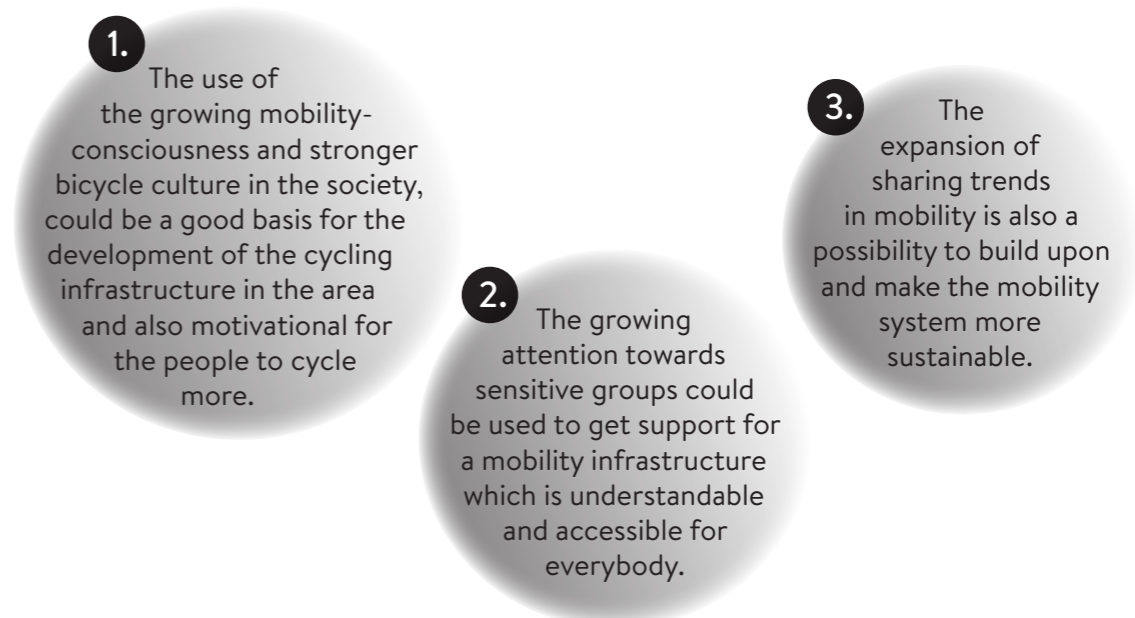 1.
The use of
the growing mobility-
consciousness and stronger
bicycle culture in the society,
could be a good basis for the
development of the cycling
infrastructure in the area
and also motivational for
the people to cycle
more.
2.
The growing
attention towards
sensitive groups could
be used to get support for
a mobility infrastructure
which is understandable
and accessible for
everybody.
3.
The
expansion of
sharing trends
in mobility is also a
possibility to build upon
and make the mobility
system more
sustainable.